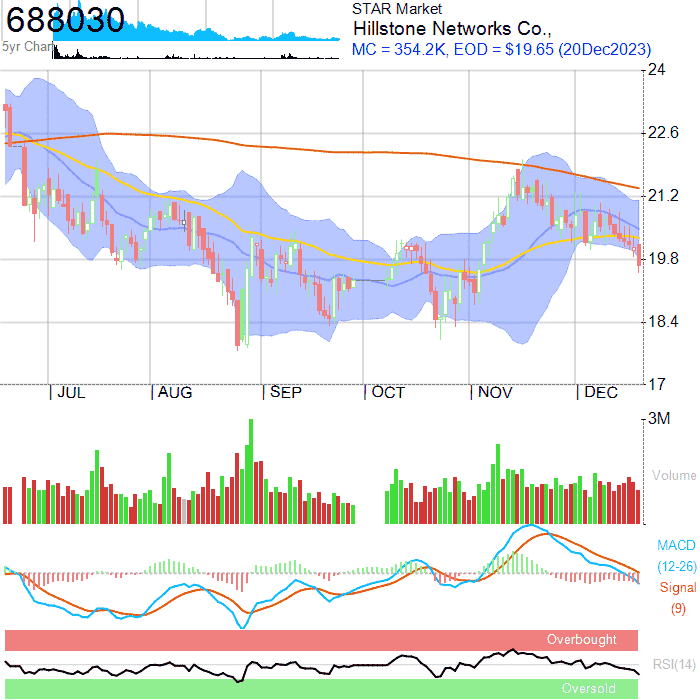 688030
5yr Chart
STAR Market
Hillstone Networks Co.,
MC = 354.2K, EOD = $19.65 (20Dec2023)
24
22.6
21.2
19.8
18.4
17
JUL AUG SEP OCT NOV DEC
3M
Volume
MACD
(12-26)
Signal
(9)
Overbought
RSI(14)
Oversold